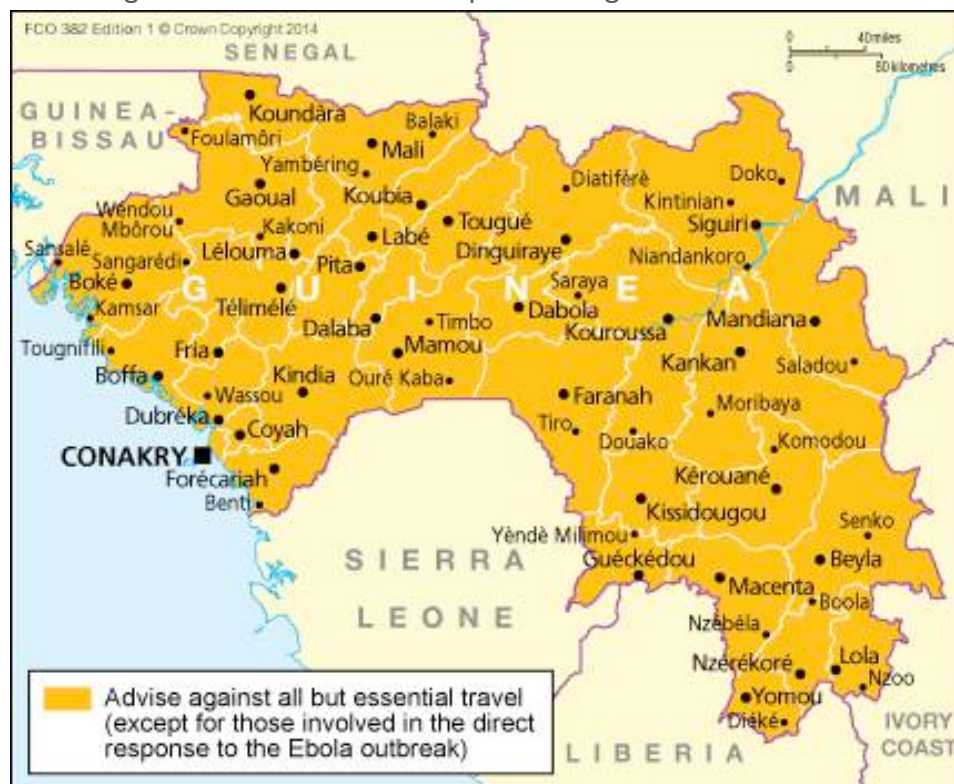 FCO 382 Edition 1 © Crown Copyright 2014
SENEGAL
0 40miles
0 60 kilometres
GUINEA-
BISSAU
Koundâra
Foulamôri
Balaki
Mali
Yambéring
Gaoual
Koubia
Diatiférè
Doko
MALI
Kintinian
Wéndou
Mbôrou
Kakoni
Tougué
Siguiri
Labé
Dinguiraye
Sansalé
Sangarédi
Lélouma
Pita
Niandankoro
Boké
GUINEA
Saraya
Kamsar
Télimélé
Dabola
Dalaba
Timbo
Kouroussa
Mandiana
Tougnifili
Fria
Mamou
Kankan
Saladou
Boffa
Kindia
Ouré Kaba
Wassou
Faranah
Moribaya
Dubréka
Tiro
Douako
Coyah
Komodou
CONAKRY
Forécariah
Kérouané
Benti
Kissidougou
Senko
Yèndè Milimou
SIERRA
LEONE
Guéckédou
Beyla
Macenta
Boola
Nzébéla
Nzérékoré
Lola
Nzoo
Yomou
Diéké
IVORY
COAST
LIBERIA
Advise against all but essential travel
(except for those involved in the direct
response to the Ebola outbreak)